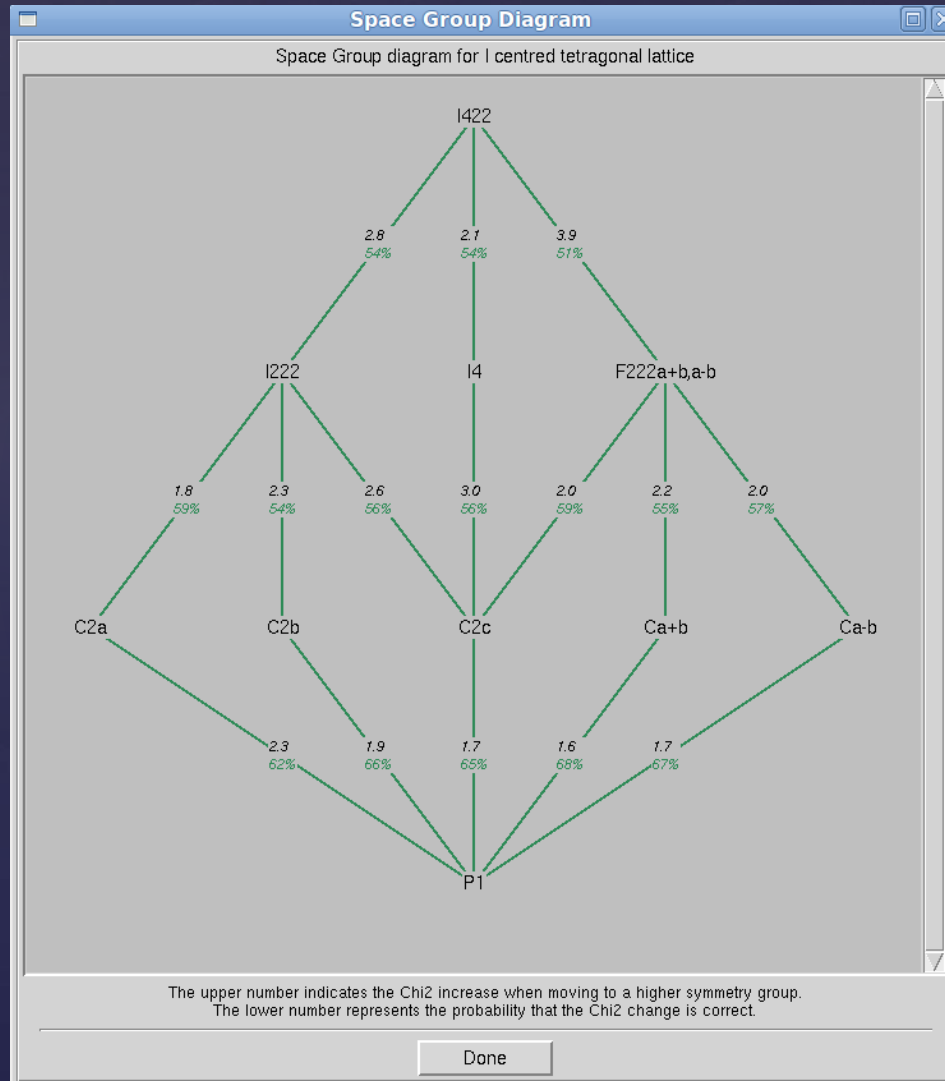 Space Group Diagram
Space Group diagram for I centred tetragonal lattice
I422
2.8 2.1 3.9
54% 54% 51%
I222 I4 F222a+b,a-b
1.8 2.3 2.6 3.0 2.0 2.2 2.0
59% 54% 56% 56% 59% 55% 57%
C2a C2b C2c Ca+b Ca-b
2.3 1.9 1.7 1.6 1.7
62% 66% 65% 68% 67%
P1
The upper number indicates the Chi2 increase when moving to a higher symmetry group.
The lower number represents the probability that the Chi2 change is correct.
Done